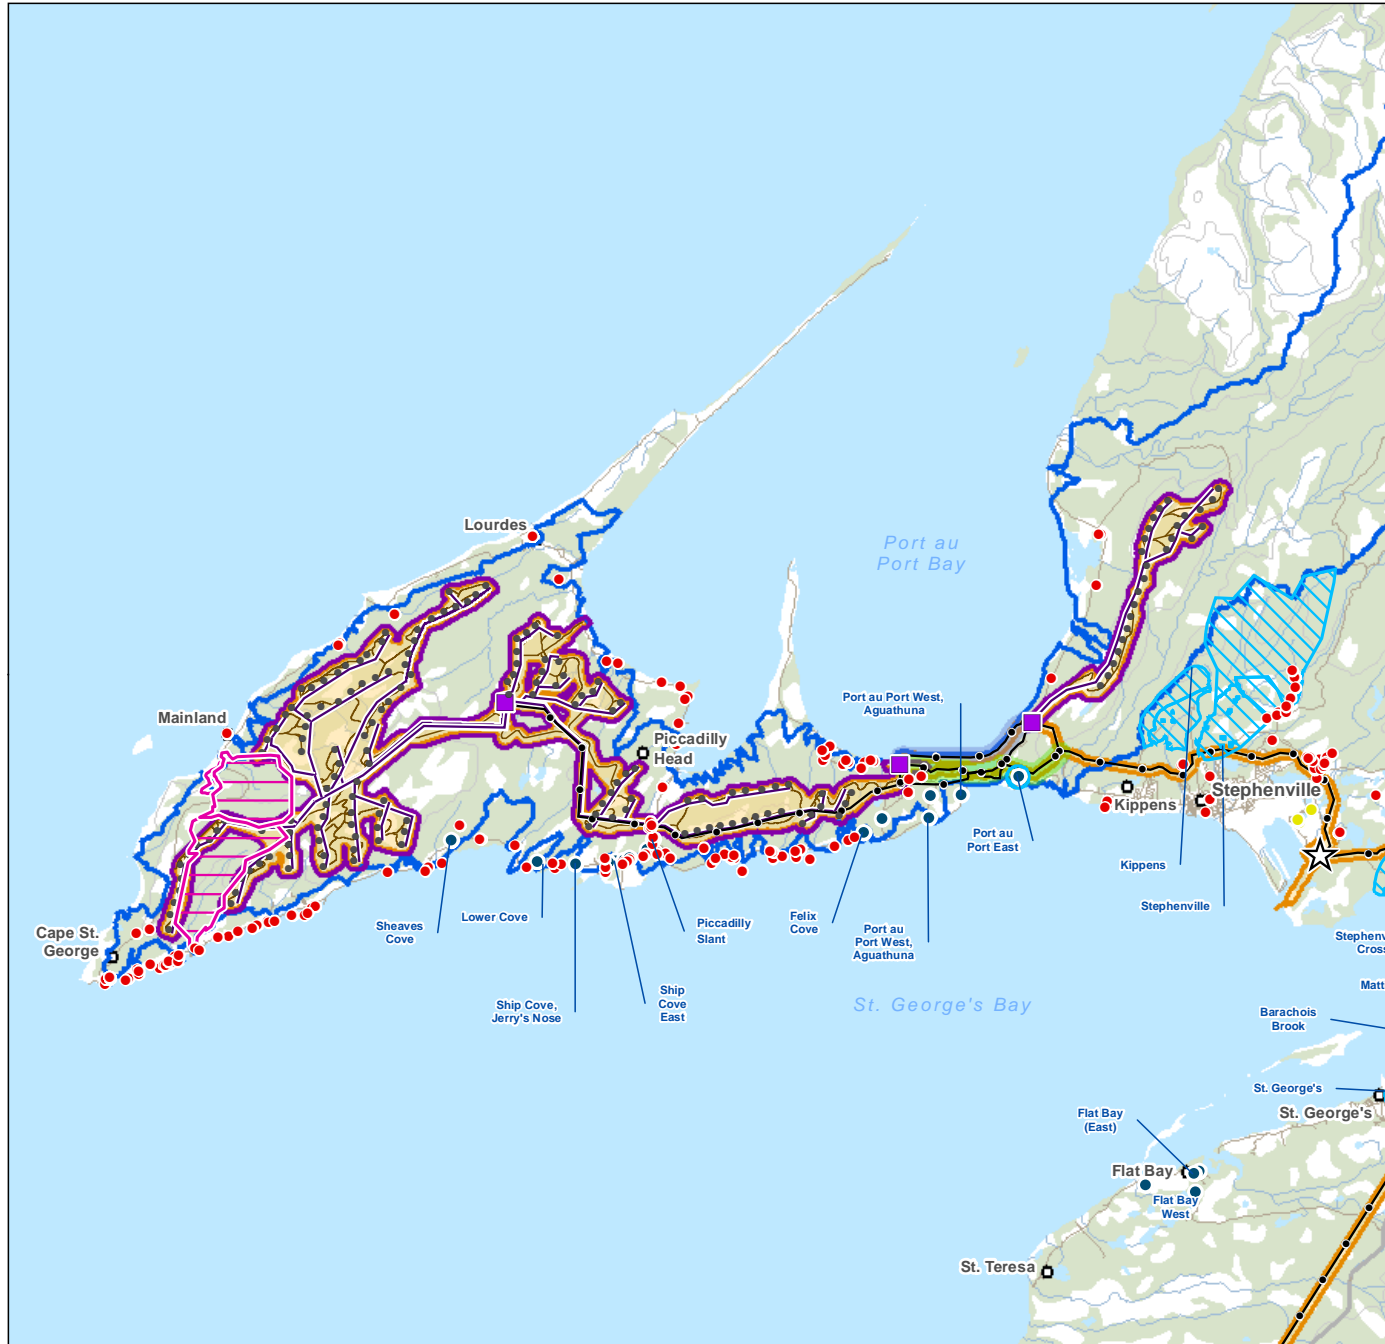 Lourdes
Port au
Port Bay
Port au Port West,
Aguathuna
Mainland
Piccadilly
Head
Stephenville
Kippens
Port au
Port East
Kippens
Stephenville
Sheaves
Cove
Lower Cove
Piccadilly
Slant
Felix
Cove
Port au
Port West,
Aguathuna
Cape St.
George
Stephenv
Cross
Matt
Ship Cove,
Jerry's Nose
Ship
Cove
East
St. George's Bay
Barachois
Brook
St. George's
St. George's
Flat Bay
(East)
Flat Bay
Flat Bay
West
St. Teresa